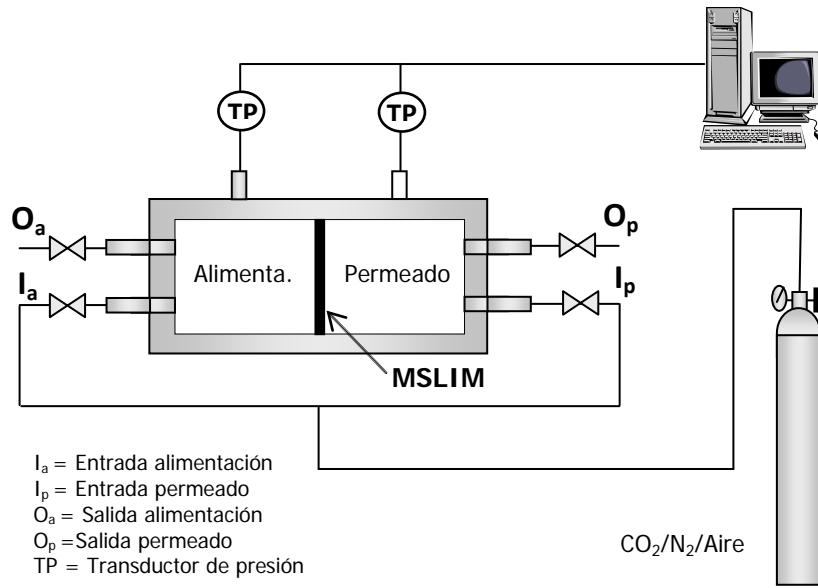 TP
TP
Oₐ
Oₚ
Alimenta.
Permeado
Iₐ
Iₚ
MSLIM
Iₐ = Entrada alimentación
Iₚ = Entrada permeado
Oₐ = Salida alimentación
Oₚ =Salida permeado
TP = Transductor de presión
CO₂/N₂/Aire